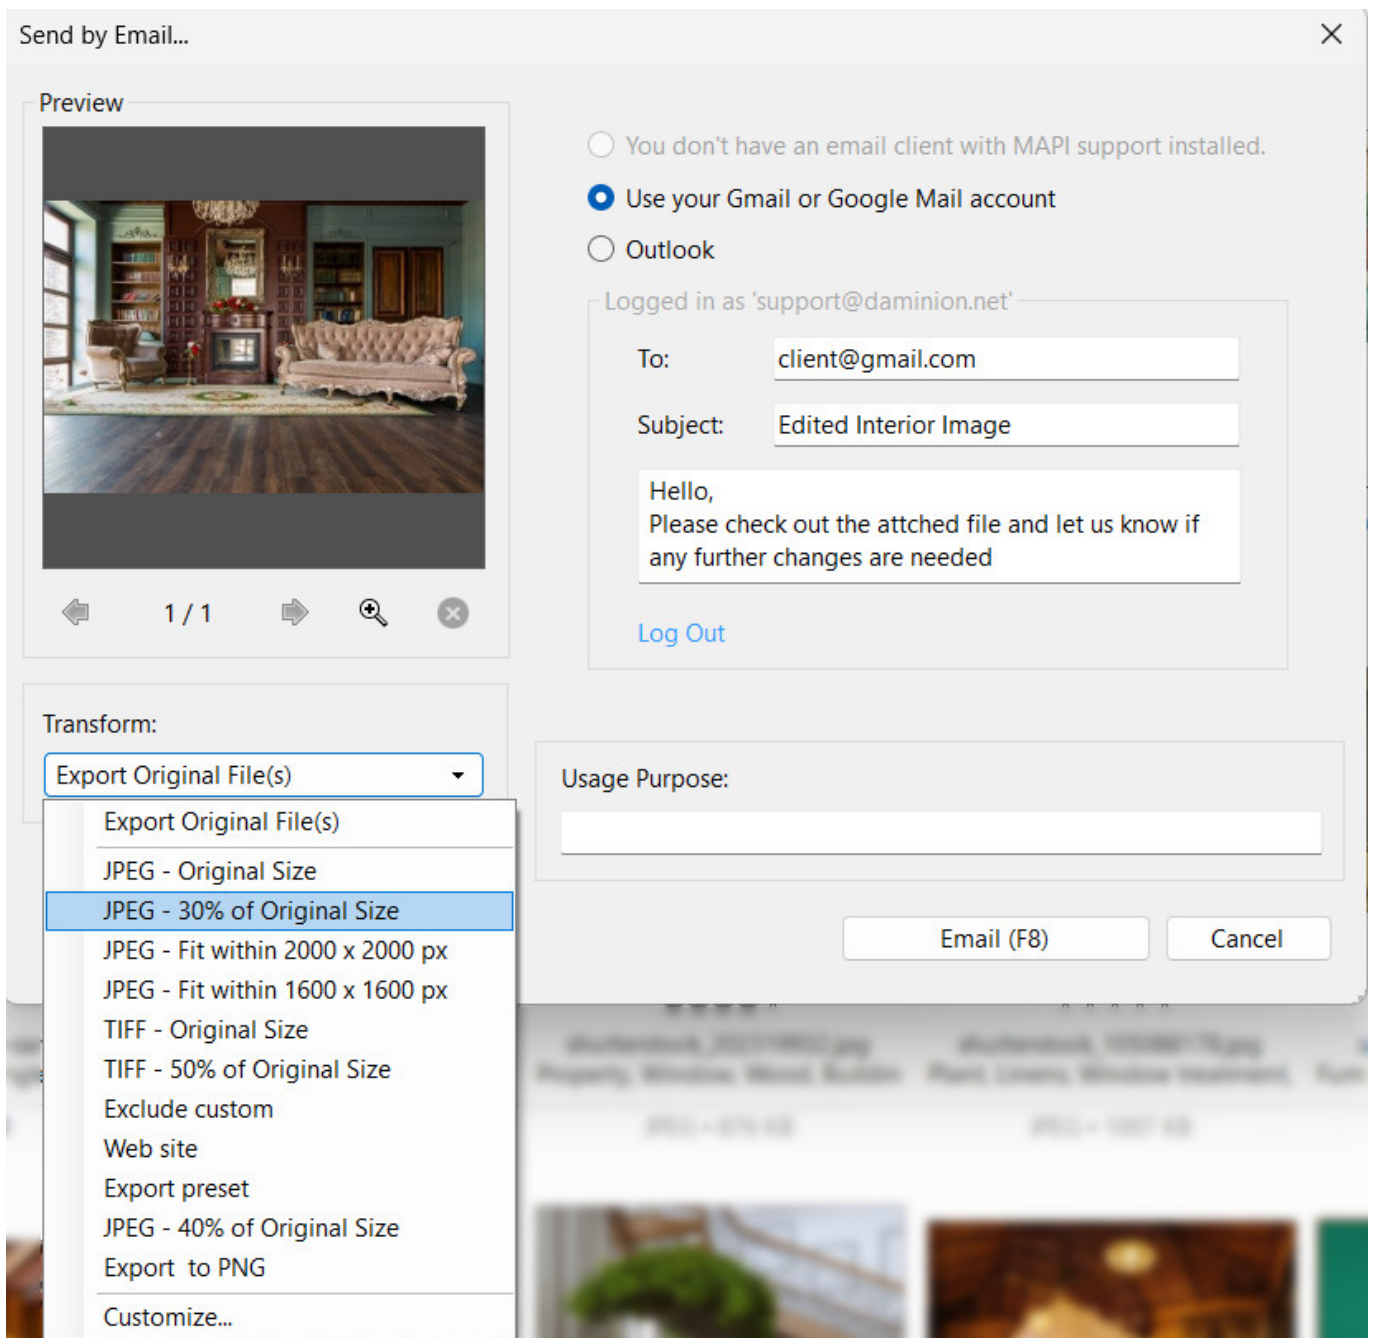 Send by Email...
Preview
1 / 1
You don't have an email client with MAPI support installed.
Use your Gmail or Google Mail account
Outlook
Logged in as 'support@daminion.net'
To:
client@gmail.com
Subject:
Edited Interior Image
Hello,
Please check out the attched file and let us know if
any further changes are needed
Log Out
Transform:
Export Original File(s)
Export Original File(s)
JPEG - Original Size
JPEG - 30% of Original Size
JPEG - Fit within 2000 x 2000 px
JPEG - Fit within 1600 x 1600 px
TIFF - Original Size
TIFF - 50% of Original Size
Exclude custom
Web site
Export preset
JPEG - 40% of Original Size
Export  to PNG
Customize...
Usage Purpose:
Email (F8)
Cancel